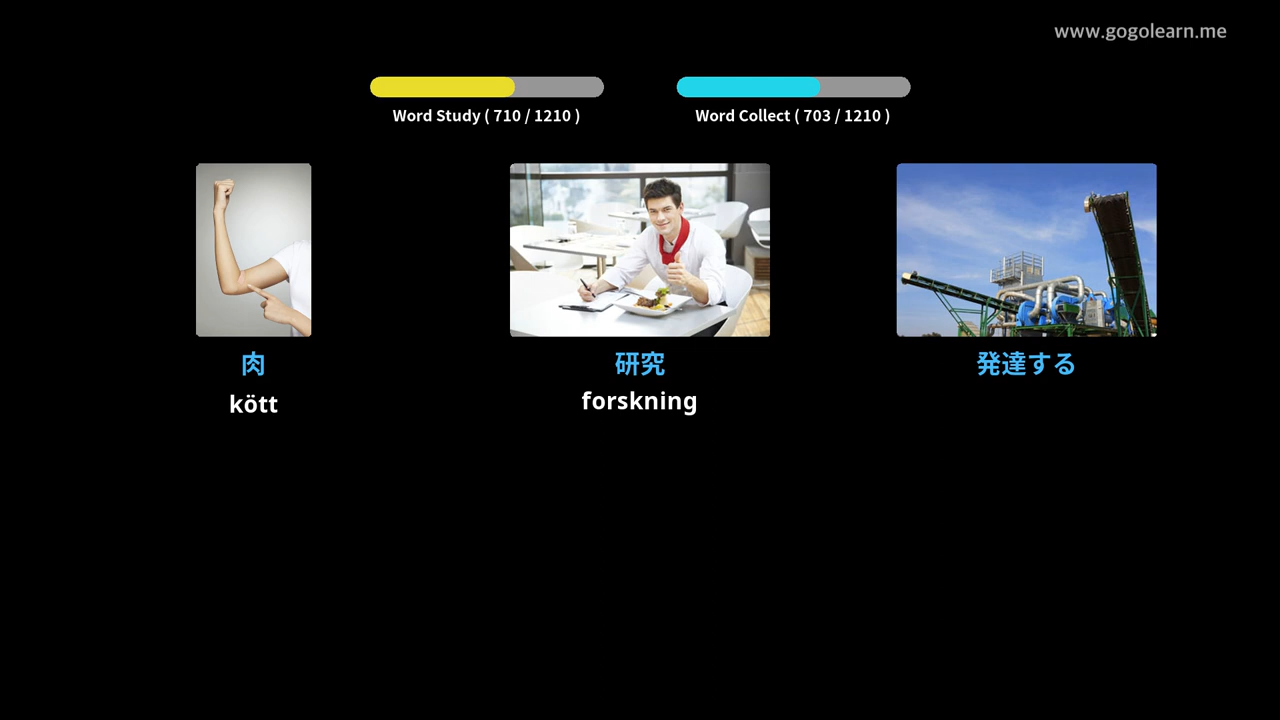 www.gogolearn.me
Word Study ( 710 / 1210 )
Word Collect ( 703 / 1210 )
肉
研究
発達する
kött
forskning